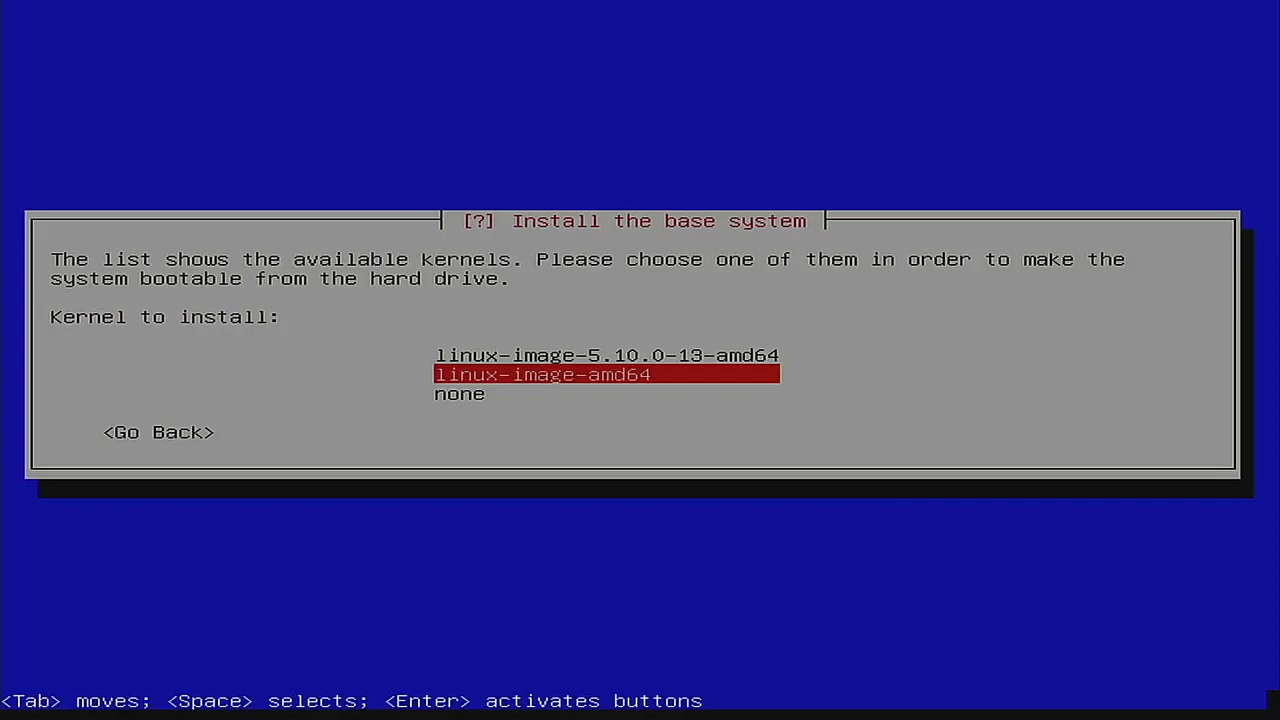 [?] Install the base system
The list shows the available kernels. Please choose one of them in order to make the
system bootable from the hard drive.
Kernel to install:
linux-image-5.10.0-13-amd64
linux-image-amd64
none
<Go Back>
<Tab> moves; <Space> selects; <Enter> activates buttons